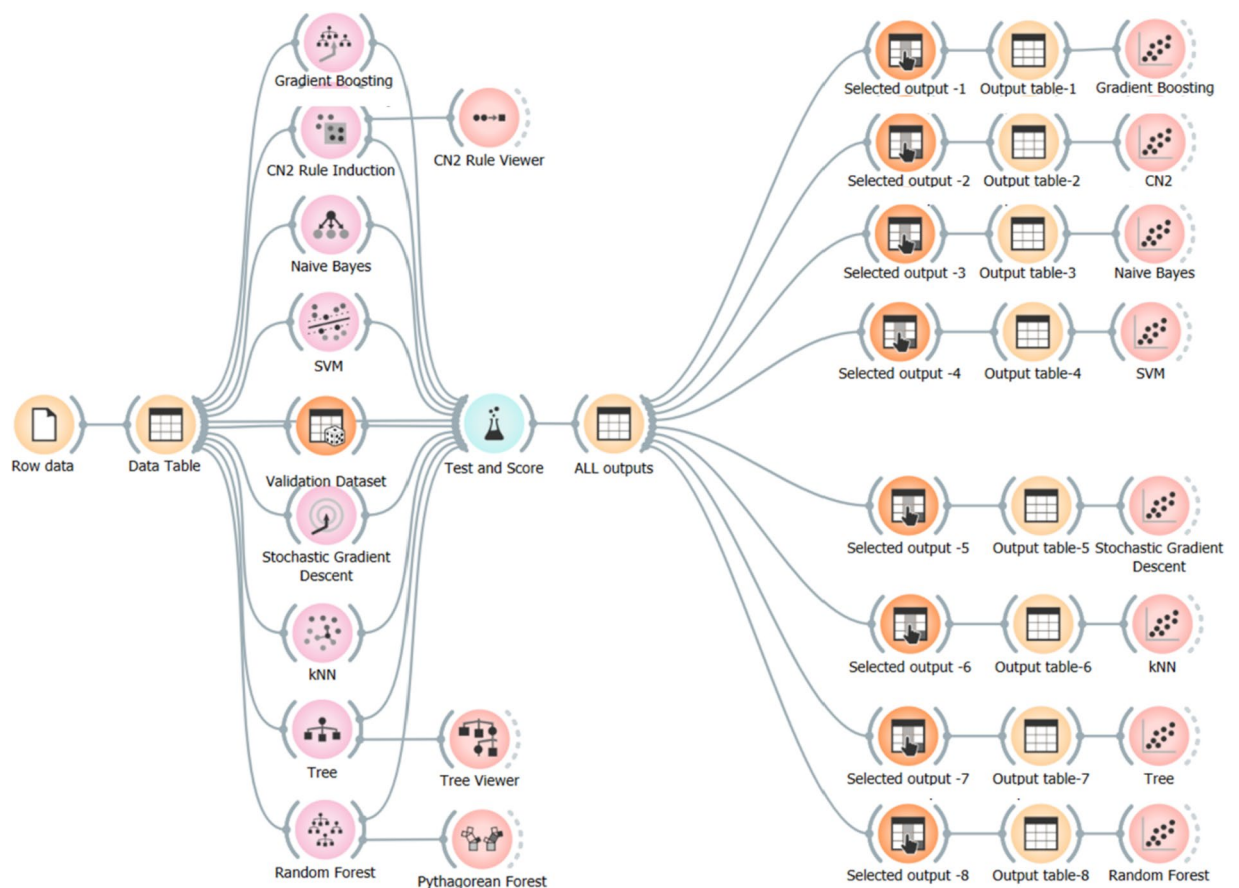 Gradient Boosting
CN2 Rule Induction
CN2 Rule Viewer
Naive Bayes
SVM
Row data
Data Table
Validation Dataset
Test and Score
ALL outputs
Stochastic Gradient
Descent
kNN
Tree
Tree Viewer
Random Forest
Pythagorean Forest
Selected output -1
Output table-1
Gradient Boosting
Selected output -2
Output table-2
CN2
Selected output -3
Output table-3
Naive Bayes
Selected output -4
Output table-4
SVM
Selected output -5
Output table-5
Stochastic Gradient
Descent
Selected output -6
Output table-6
kNN
Selected output -7
Output table-7
Tree
Selected output -8
Output table-8
Random Forest